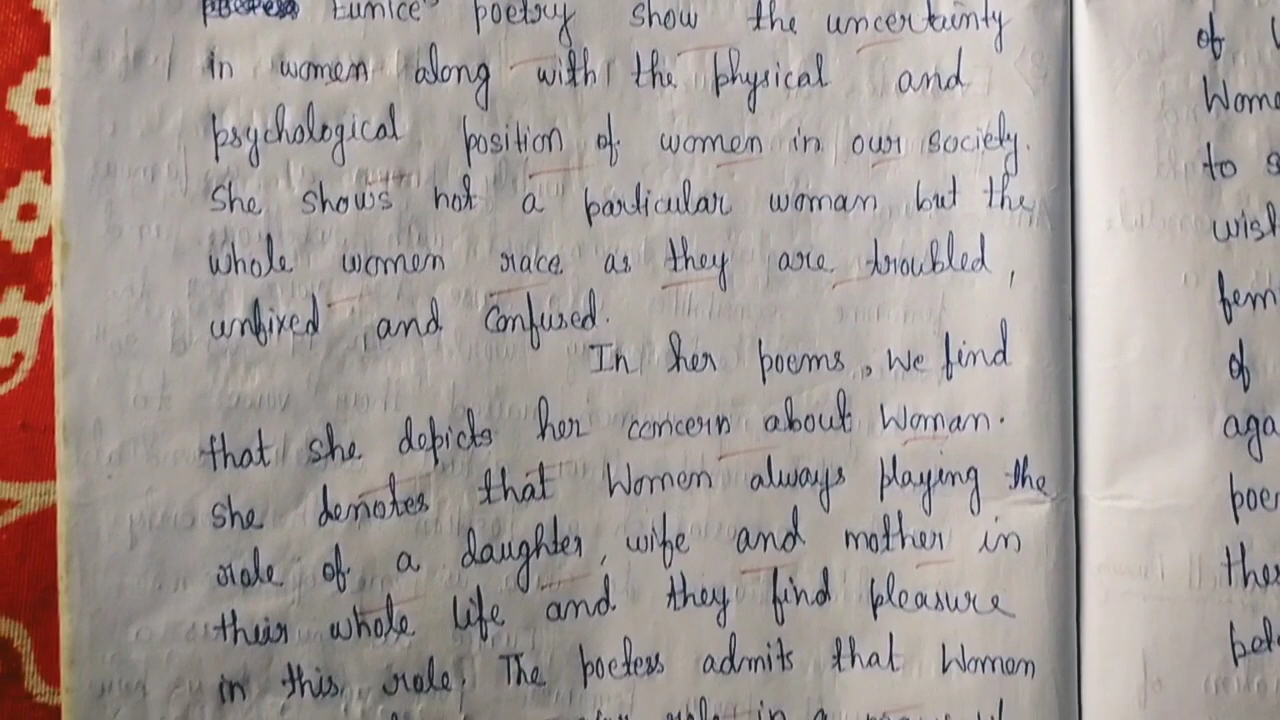 Eunice poetry show the uncertainty
in women along with the physical and
psychological position of women in our society.
She shows not a particular woman but the
whole women race as they are troubled,
unfixed, and confused.
In her poems, we find
that she depicts her concern about Woman.
she denotes that Women always playing the
role of a daughter, wife and mother in
their whole life and they find pleasure
in this role. The poetess admits that Women
in a
of
Wom
to s
wis
fem
of
aga
poe
the